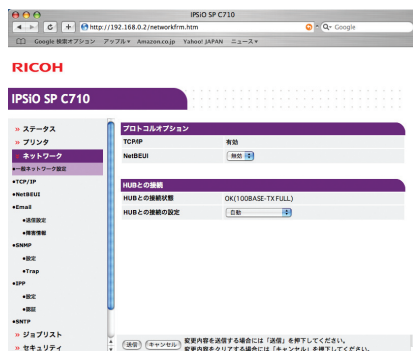 IPSiO SP C710
http://192.168.0.2/networkfrm.htm
Q- Google
Google 検索オプション アップル▼ Amazon.co.jp Yahoo! JAPAN ニュース▼
RICOH
IPSiO SP C710
» ステータス
» プリンタ
» ネットワーク
●一般ネットワーク設定
●TCP/IP
●NetBEUI
●Email
●送信設定
●障害情報
●SNMP
●設定
●Trap
●IPP
●設定
●認証
●SNTP
» ジョブリスト
» セキュリティ
プロトコルオプション
TCP/IP 有効
NetBEUI 無効
HUBとの接続
HUBとの接続状態 OK(100BASE-TX FULL)
HUBとの接続の設定 自動
送信 キャンセル
変更内容を送信する場合には「送信」を押下してください。
変更内容をクリアする場合には「キャンセル」を押下してください。